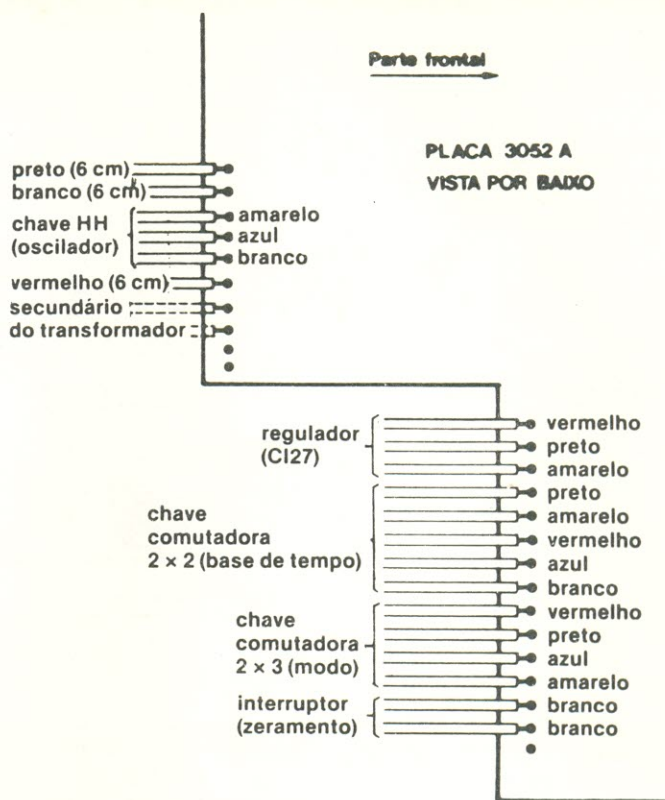 Parte frontal
PLACA 3052 A
VISTA POR BAIXO
preto (6 cm)
branco (6 cm)
chave HH
(oscilador)
amarelo
azul
branco
vermelho (6 cm)
secundário
do transformador
regulador
(CI27)
vermelho
preto
amarelo
chave
comutadora
2 × 2 (base de tempo)
preto
amarelo
vermelho
azul
branco
chave
comutadora
2 × 3 (modo)
vermelho
preto
azul
amarelo
interruptor
(zeramento)
branco
branco